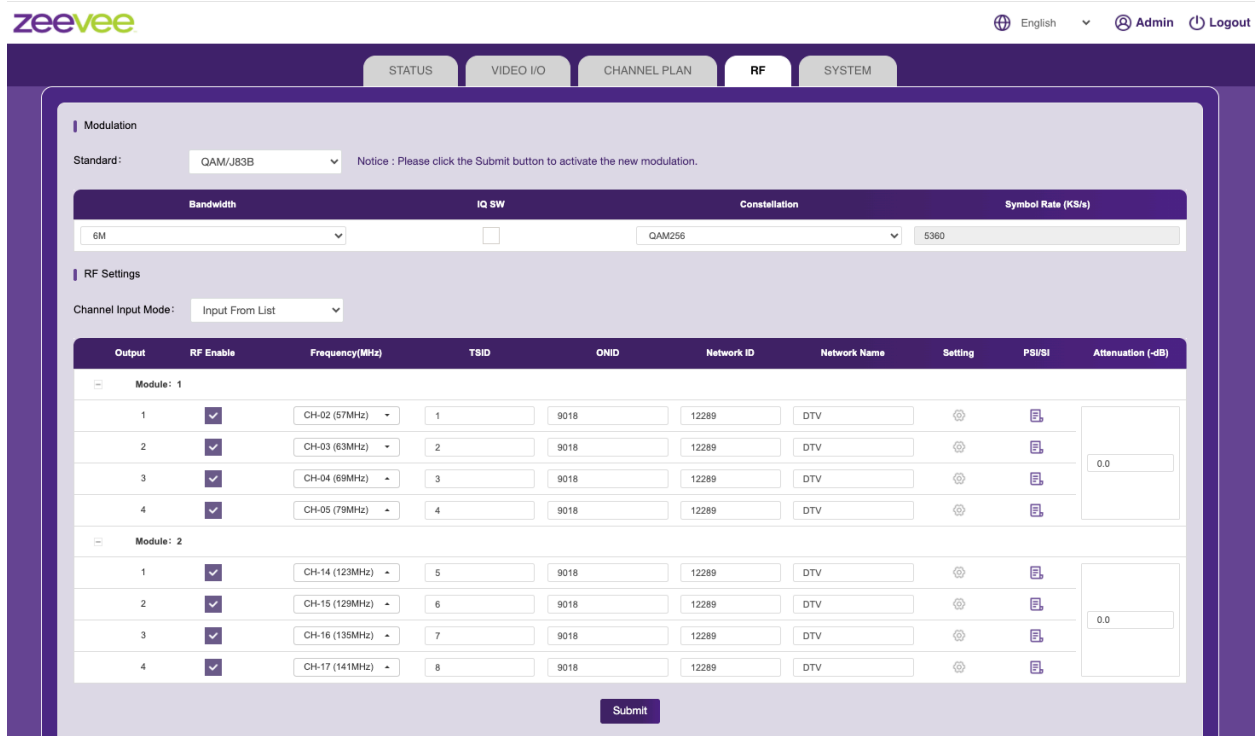 zeevee
English Admin Logout
STATUS VIDEO I/O CHANNEL PLAN RF SYSTEM
Modulation
Standard: QAM/J83B Notice : Please click the Submit button to activate the new modulation.
Bandwidth IQ SW Constellation Symbol Rate (KS/s)
6M QAM256 5360
RF Settings
Channel Input Mode: Input From List
Output RF Enable Frequency(MHz) TSID ONID Network ID Network Name Setting PSI/SI Attenuation (-dB)
Module: 1
1 CH-02 (57MHz) 1 9018 12289 DTV
2 CH-03 (63MHz) 2 9018 12289 DTV
0.0
3 CH-04 (69MHz) 3 9018 12289 DTV
4 CH-05 (79MHz) 4 9018 12289 DTV
Module: 2
1 CH-14 (123MHz) 5 9018 12289 DTV
2 CH-15 (129MHz) 6 9018 12289 DTV
0.0
3 CH-16 (135MHz) 7 9018 12289 DTV
4 CH-17 (141MHz) 8 9018 12289 DTV
Submit